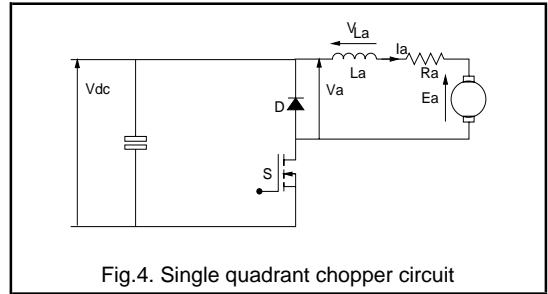 VLa
Ia
La
Ra
Vdc
Va
Ea
D
S
Fig.4. Single quadrant chopper circuit